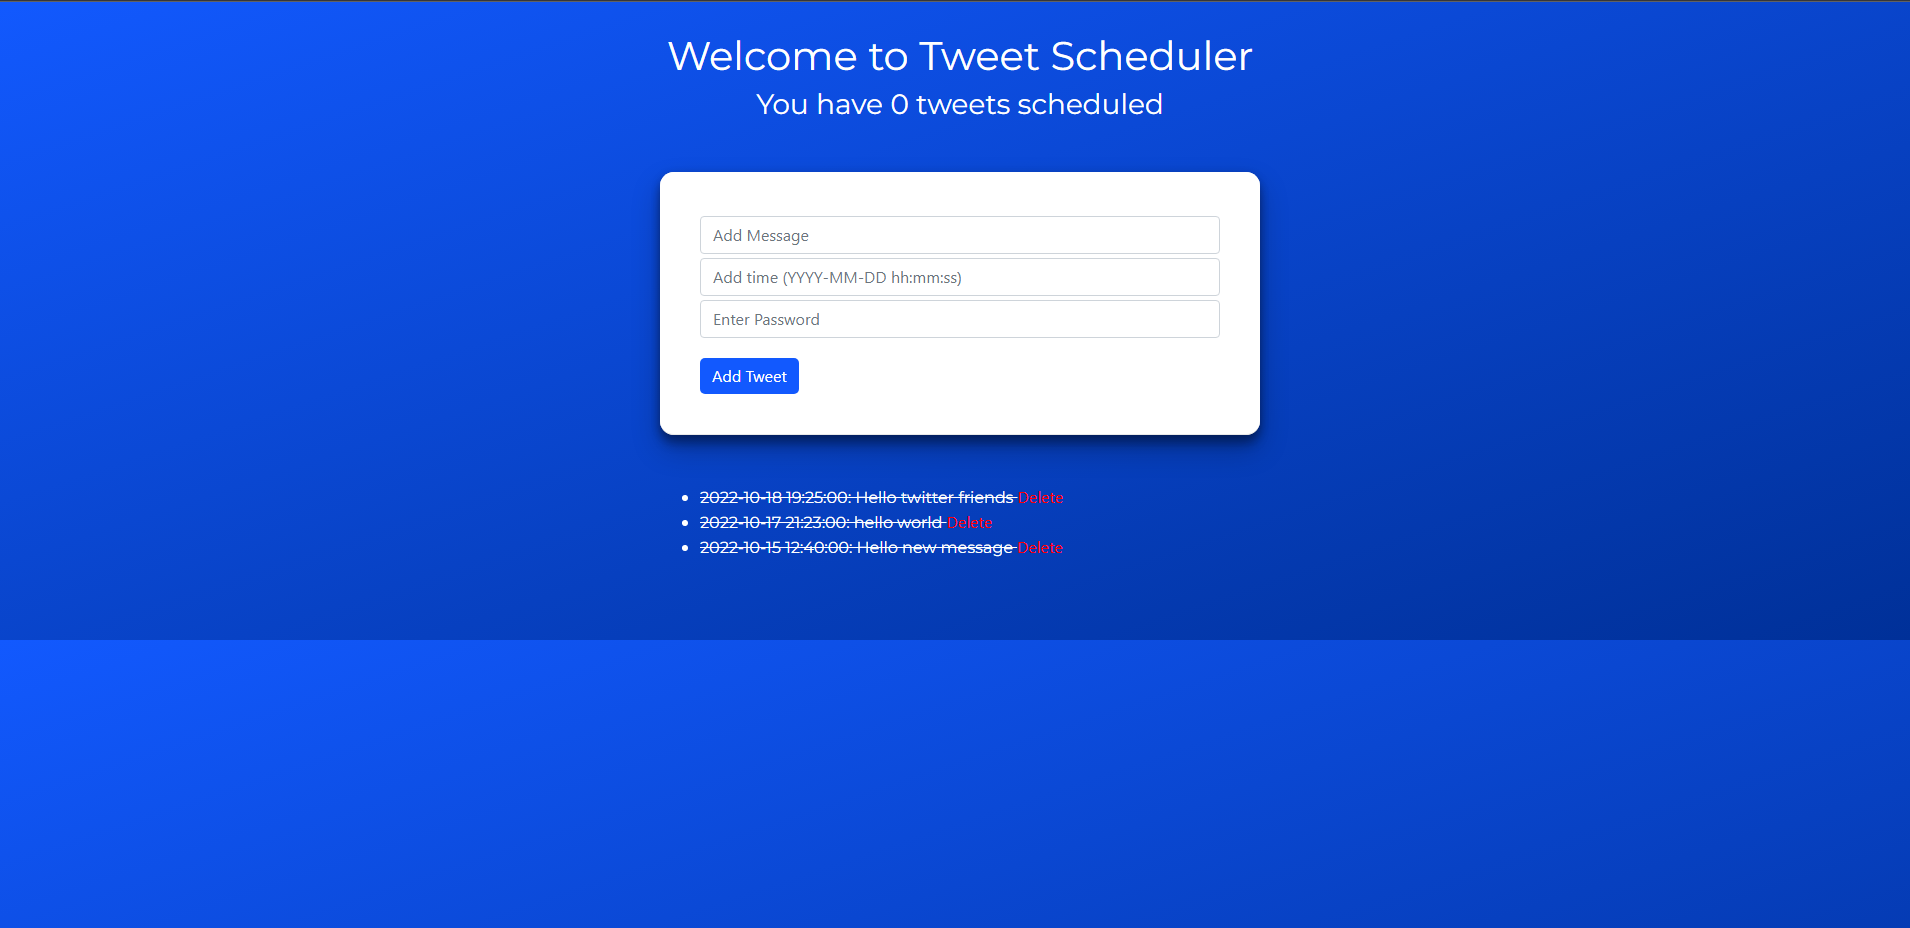 Welcome to Tweet Scheduler
You have 0 tweets scheduled
Add Message
Add time (YYYY-MM-DD hh:mm:ss)
Enter Password
Add Tweet
2022-10-18 19:25:00: Hello twitter friends Delete
2022-10-17 21:23:00: hello world Delete
2022-10-15 12:40:00: Hello new message Delete